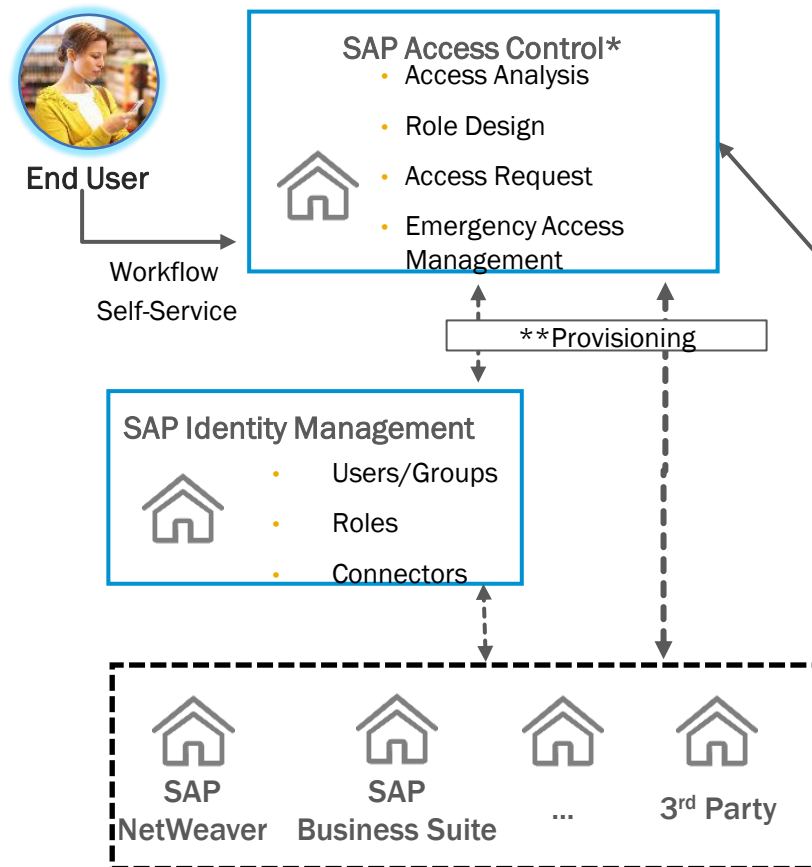 SAP Access Control*
• Access Analysis
• Role Design
• Access Request
• Emergency Access
Management
End User
Workflow
Self-Service
**Provisioning
SAP Identity Management
• Users/Groups
• Roles
• Connectors
SAP
NetWeaver
SAP
Business Suite
...
3rd Party